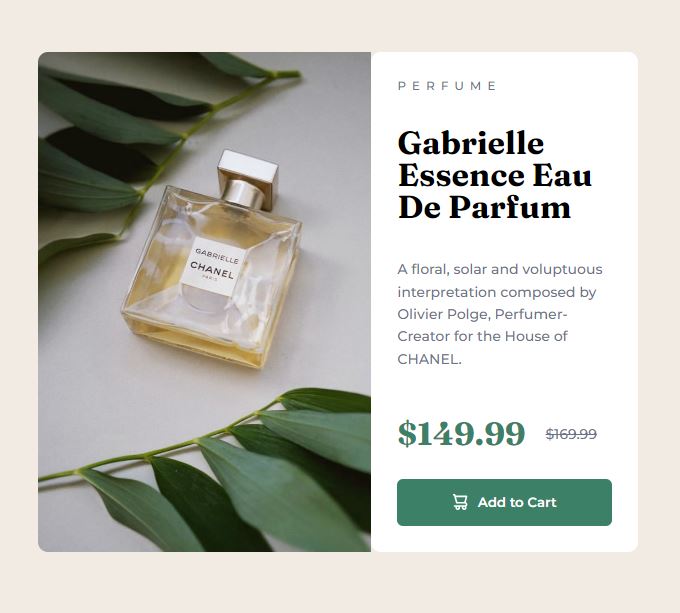 GABRIELLE
CHANEL
PARIS
PERFUME
Gabrielle
Essence Eau
De Parfum
A floral, solar and voluptuous
interpretation composed by
Olivier Polge, Perfumer-
Creator for the House of
CHANEL.
$149.99 $169.99
Add to Cart